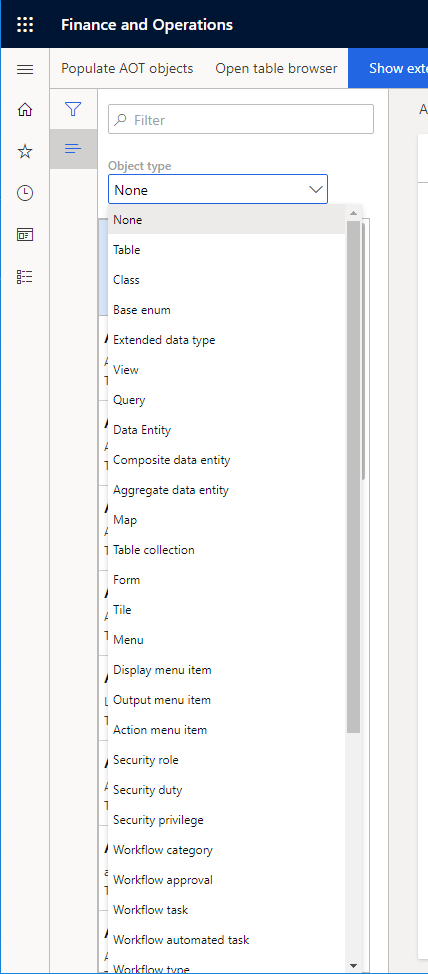 Finance and Operations
Populate AOT objects Open table browser Show exte
Filter
A
Object type
None
None
Table
Class
Base enum
Extended data type
View
Query
Data Entity
Composite data entity
Aggregate data entity
Map
Table collection
Form
Tile
Menu
Display menu item
Output menu item
Action menu item
Security role
Security duty
Security privilege
Workflow category
Workflow approval
Workflow task
Workflow automated task
Workflow type